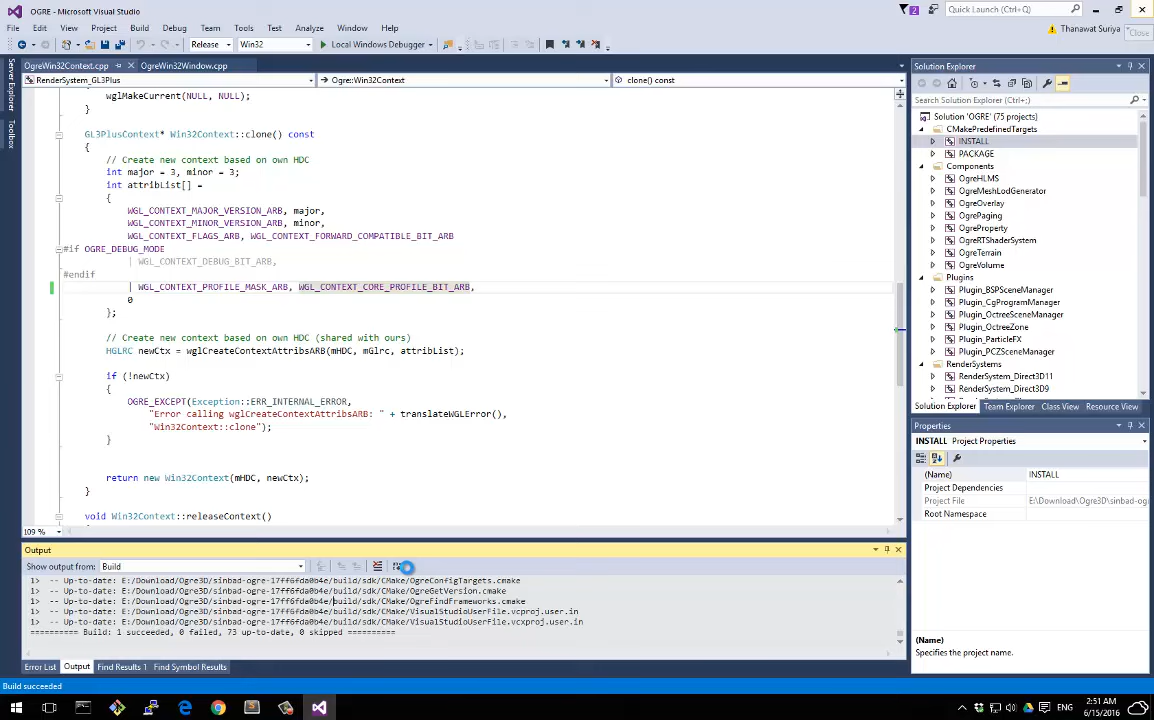 OGRE - Microsoft Visual Studio
2
Quick Launch (Ctrl+Q)
File Edit View Project Build Debug Team Tools Test Analyze Window Help
Thanawat Suriya
Close
Release Win32 Local Windows Debugger
Server Explorer
Toolbox
OgreWin32Context.cpp OgreWin32Window.cpp
RenderSystem_GL3Plus Ogre::Win32Context clone() const
wglMakeCurrent(NULL, NULL);
}
GL3PlusContext* Win32Context::clone() const
{
// Create new context based on own HDC
int major = 3, minor = 3;
int attribList[] =
{
WGL_CONTEXT_MAJOR_VERSION_ARB, major,
WGL_CONTEXT_MINOR_VERSION_ARB, minor,
WGL_CONTEXT_FLAGS_ARB, WGL_CONTEXT_FORWARD_COMPATIBLE_BIT_ARB
#if OGRE_DEBUG_MODE
| WGL_CONTEXT_DEBUG_BIT_ARB,
#endif
| WGL_CONTEXT_PROFILE_MASK_ARB, WGL_CONTEXT_CORE_PROFILE_BIT_ARB,
0
};
// Create new context based on own HDC (shared with ours)
HGLRC newCtx = wglCreateContextAttribsARB(mHDC, mGlrc, attribList);
if (!newCtx)
{
OGRE_EXCEPT(Exception::ERR_INTERNAL_ERROR,
"Error calling wglCreateContextAttribsARB: " + translateWGLError(),
"Win32Context::clone");
}
return new Win32Context(mHDC, newCtx);
}
void Win32Context::releaseContext()
109 %
Output
Show output from: Build
1> -- Up-to-date: E:/Download/Ogre3D/sinbad-ogre-17ff6fda0b4e/build/sdk/CMake/OgreConfigTargets.cmake
1> -- Up-to-date: E:/Download/Ogre3D/sinbad-ogre-17ff6fda0b4e/build/sdk/CMake/OgreGetVersion.cmake
1> -- Up-to-date: E:/Download/Ogre3D/sinbad-ogre-17ff6fda0b4e/build/sdk/CMake/OgreFindFrameworks.cmake
1> -- Up-to-date: E:/Download/Ogre3D/sinbad-ogre-17ff6fda0b4e/build/sdk/CMake/VisualStudioUserFile.vcproj.user.in
1> -- Up-to-date: E:/Download/Ogre3D/sinbad-ogre-17ff6fda0b4e/build/sdk/CMake/VisualStudioUserFile.vcxproj.user.in
========== Build: 1 succeeded, 0 failed, 73 up-to-date, 0 skipped ==========
Error List Output Find Results 1 Find Symbol Results
Build succeeded
Solution Explorer
Search Solution Explorer (Ctrl+;)
Solution 'OGRE' (75 projects)
CMakePredefinedTargets
INSTALL
PACKAGE
Components
OgreHLMS
OgreMeshLodGenerator
OgreOverlay
OgrePaging
OgreProperty
OgreRTShaderSystem
OgreTerrain
OgreVolume
Plugins
Plugin_BSPSceneManager
Plugin_CgProgramManager
Plugin_OctreeSceneManager
Plugin_OctreeZone
Plugin_ParticleFX
Plugin_PCZSceneManager
RenderSystems
RenderSystem_Direct3D11
RenderSystem_Direct3D9
Solution Explorer Team Explorer Class View Resource View
Properties
INSTALL Project Properties
(Name) INSTALL
Project Dependencies
Project File E:\Download\Ogre3D\sinbad-og
Root Namespace
(Name)
Specifies the project name.
ENG
2:51 AM
6/15/2016